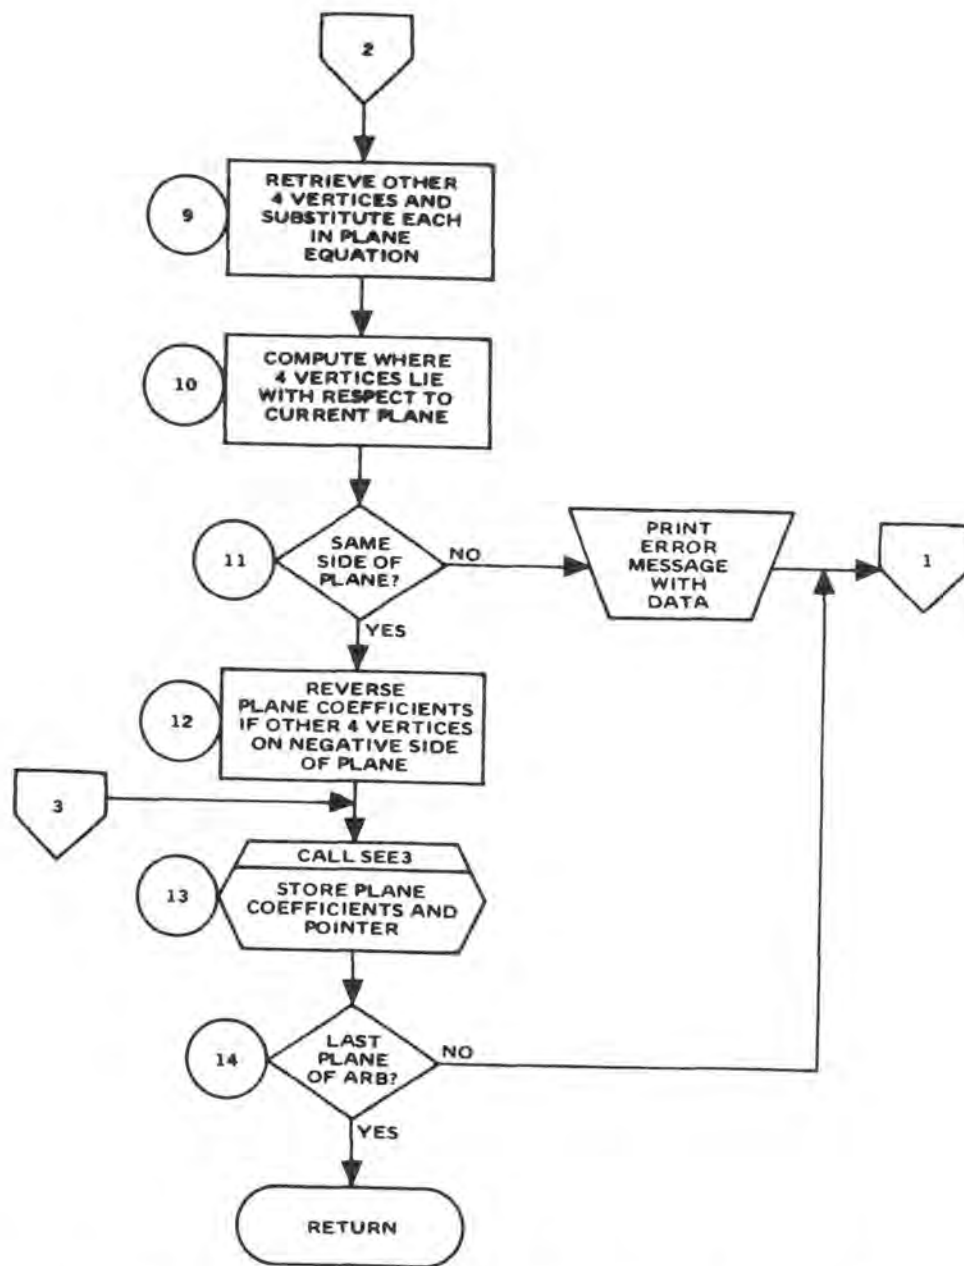 2
9
RETRIEVE OTHER
4 VERTICES AND
SUBSTITUTE EACH
IN PLANE
EQUATION
10
COMPUTE WHERE
4 VERTICES LIE
WITH RESPECT TO
CURRENT PLANE
11
SAME
SIDE OF
PLANE?
NO
PRINT
ERROR
MESSAGE
WITH
DATA
1
YES
12
REVERSE
PLANE COEFFICIENTS
IF OTHER 4 VERTICES
ON NEGATIVE SIDE
OF PLANE
3
CALL SEE3
13
STORE PLANE
COEFFICIENTS AND
POINTER
14
LAST
PLANE
OF ARB?
NO
YES
RETURN